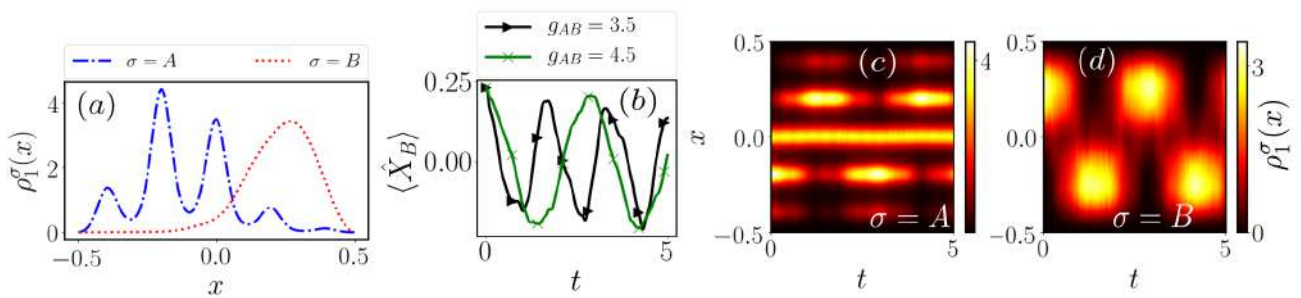 σ = A σ = B
(a)
ρ₁^σ(x)
4
2
0
−0.5 0.0 0.5
x
g_AB = 3.5
g_AB = 4.5
(b)
⟨X̂_B⟩
0.25
0.00
0 5
t
(c)
x
0.5
0.0
−0.5
σ = A
0 5
t
4
(d)
0.5
0.0
−0.5
σ = B
0 5
t
3
0
ρ₁^σ(x)